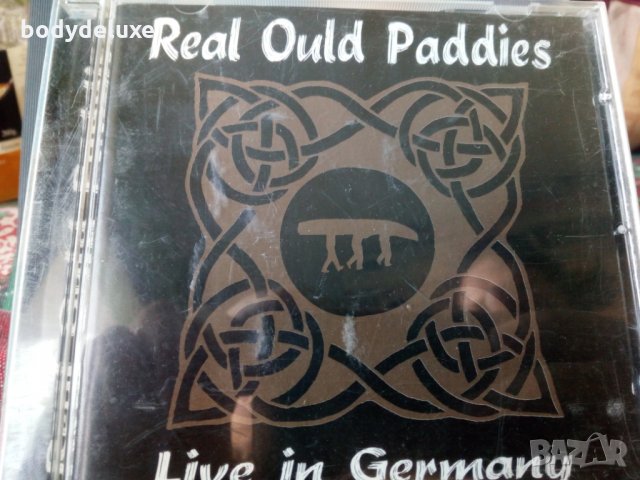 bodydeluxe
Real Ould Paddies
Live in Germany
BAZAR